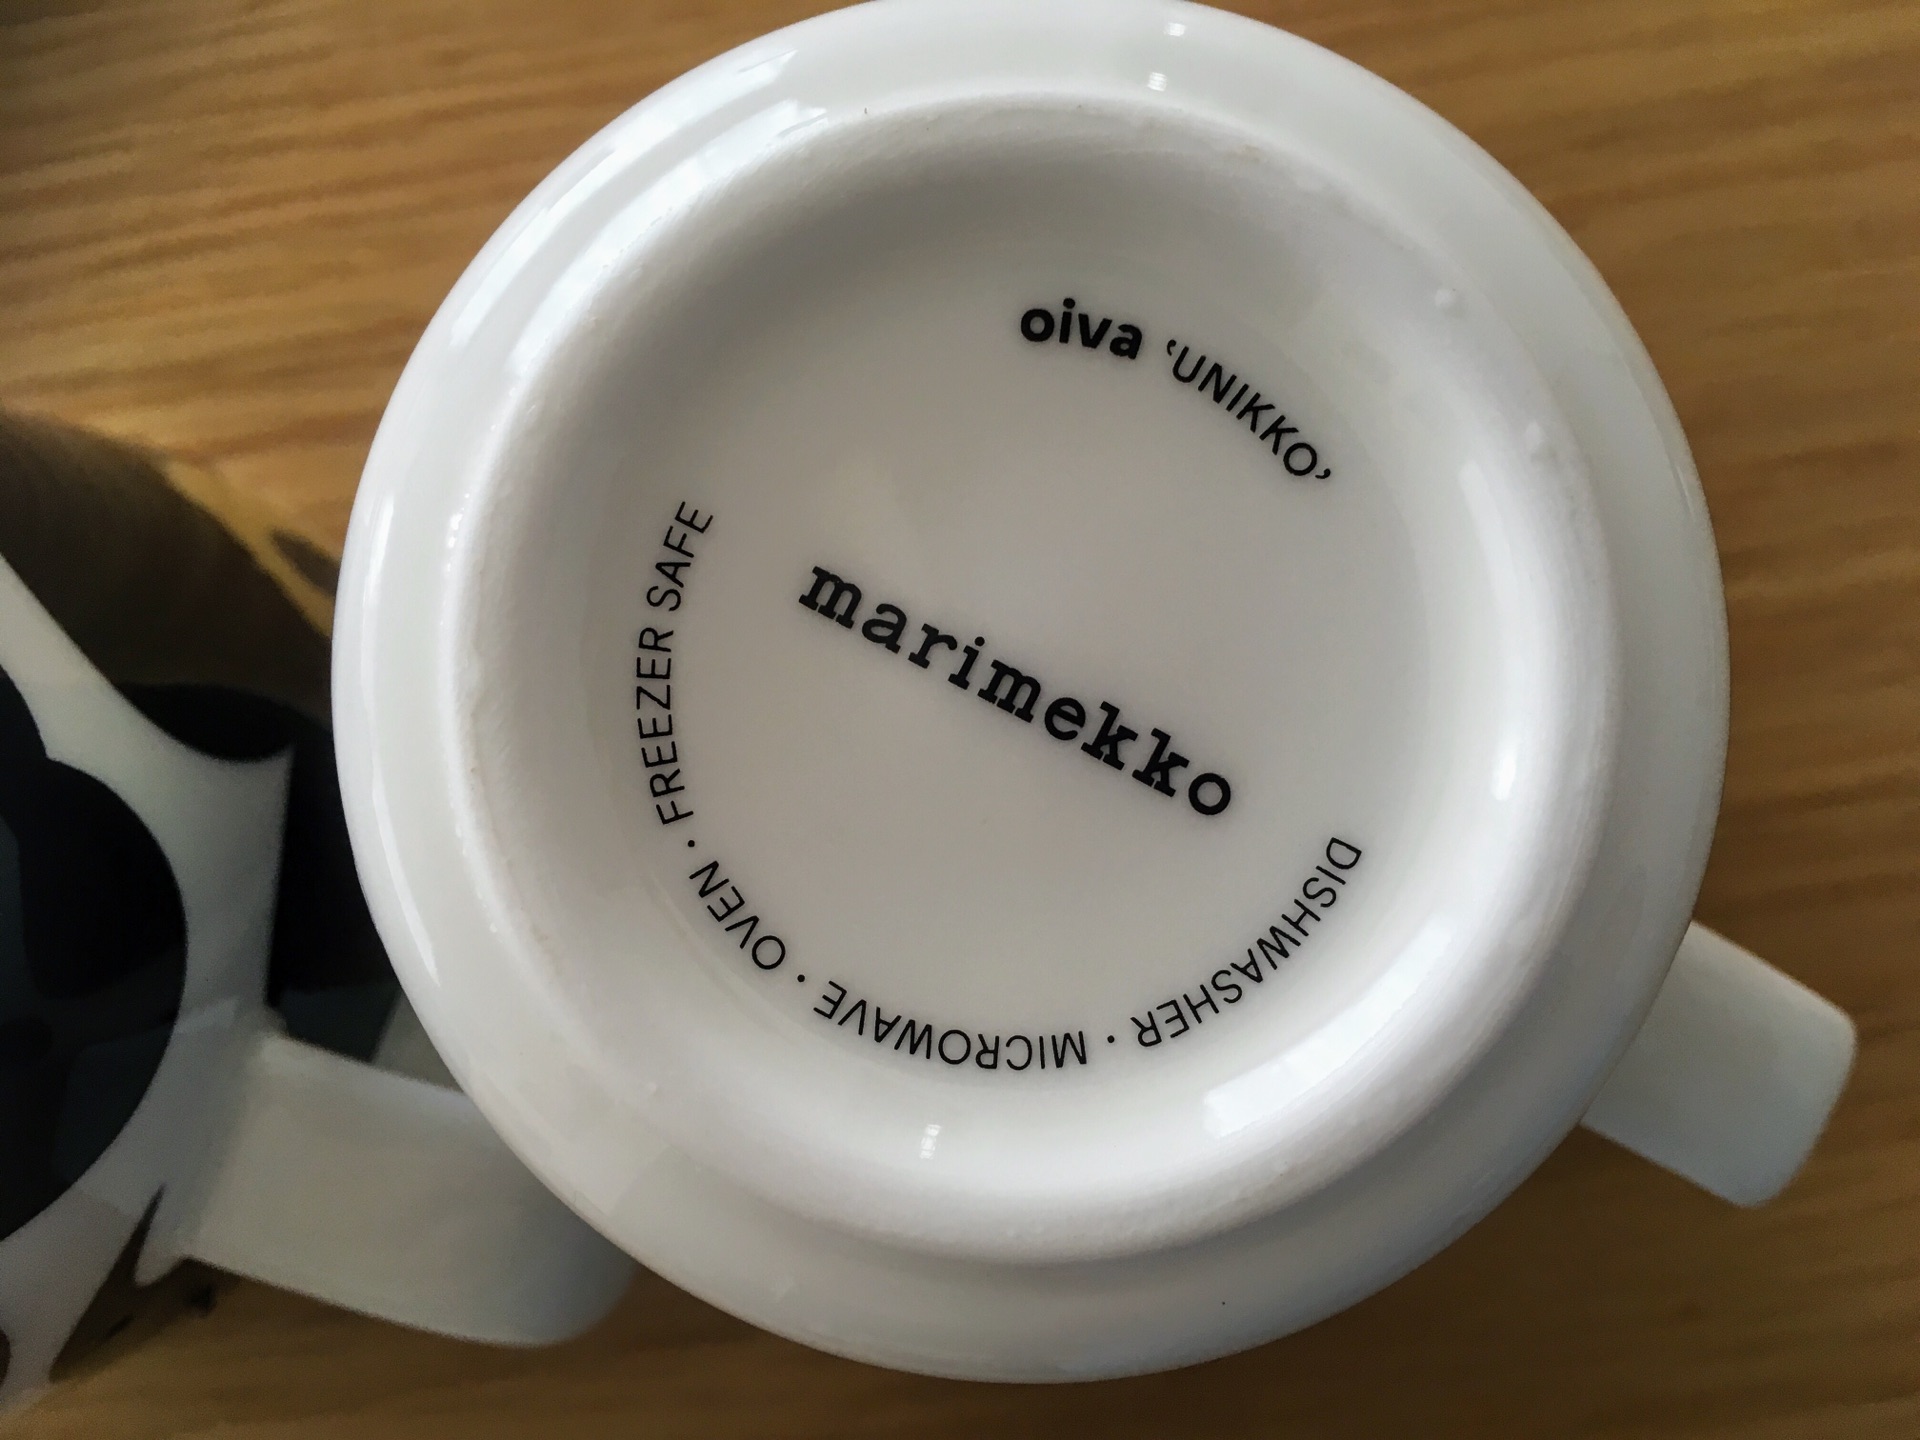 oiva ‘UNIKKO’
marimekko
DISHWASHER · MICROWAVE · OVEN · FREEZER SAFE